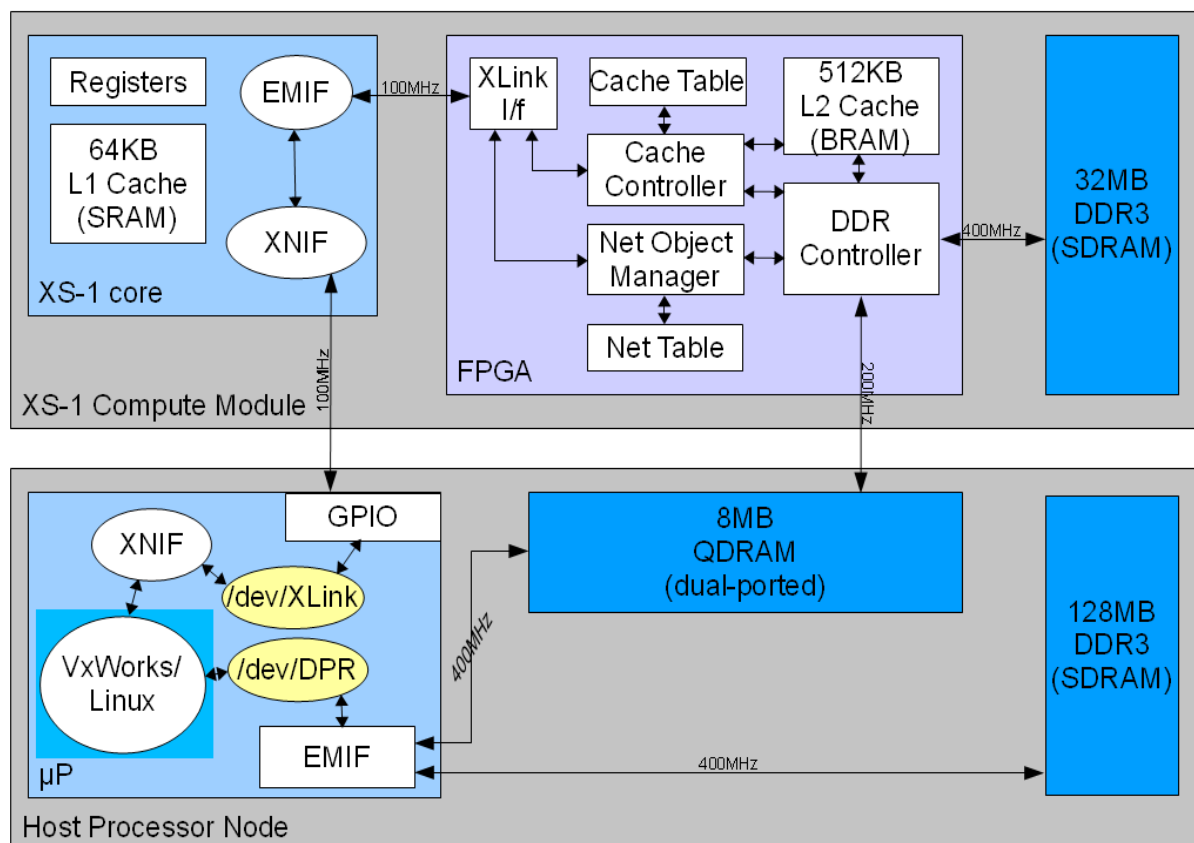 Registers
EMIF
64KB
L1 Cache
(SRAM)
XNIF
XS-1 core
100MHz
XLink
I/f
Cache Table
512KB
L2 Cache
(BRAM)
Cache
Controller
DDR
Controller
Net Object
Manager
Net Table
FPGA
400MHz
32MB
DDR3
(SDRAM)
XS-1 Compute Module
100MHz
200MHz
GPIO
XNIF
/dev/XLink
VxWorks/
Linux
/dev/DPR
EMIF
µP
400MHz
8MB
QDRAM
(dual-ported)
400MHz
128MB
DDR3
(SDRAM)
Host Processor Node